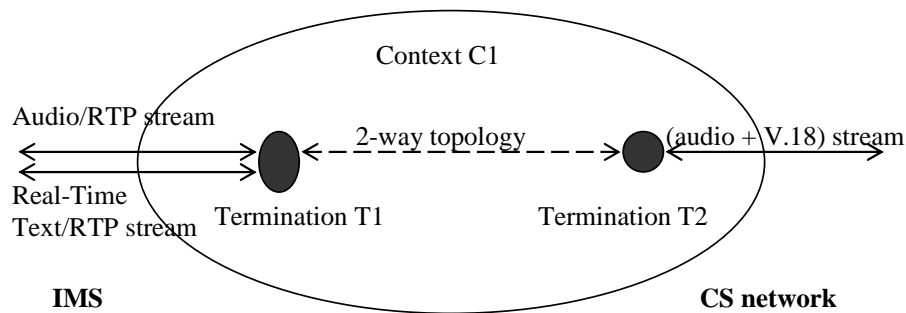 Context C1
Audio/RTP stream
2-way topology
(audio + V.18) stream
Real-Time
Text/RTP stream
Termination T1
Termination T2
IMS
CS network